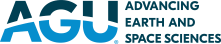 AGU ADVANCING
EARTH AND
SPACE SCIENCES